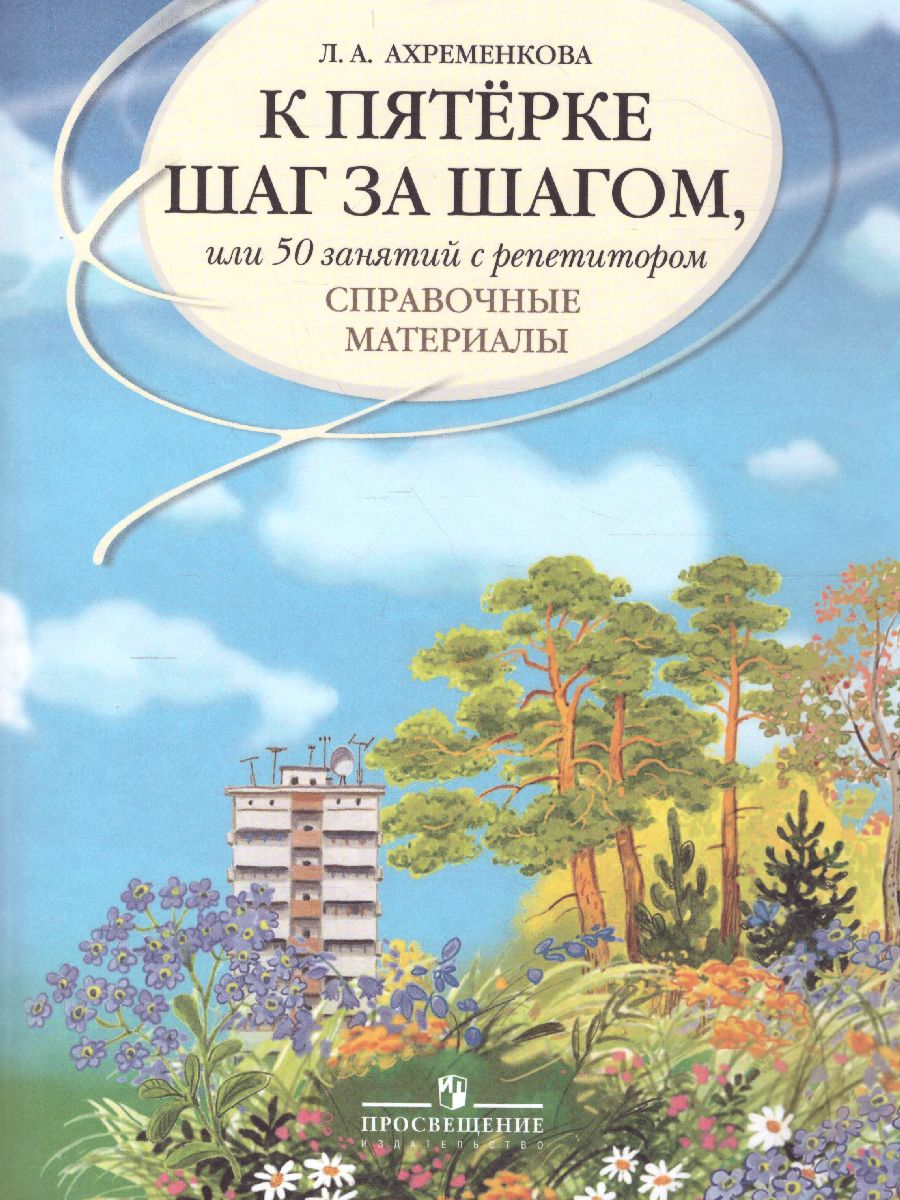 Л. А. АХРЕМЕНКОВА
К ПЯТЁРКЕ
ШАГ ЗА ШАГОМ,
или 50 занятий с репетитором
СПРАВОЧНЫЕ
МАТЕРИАЛЫ
ПРОСВЕЩЕНИЕ
ИЗДАТЕЛЬСТВО